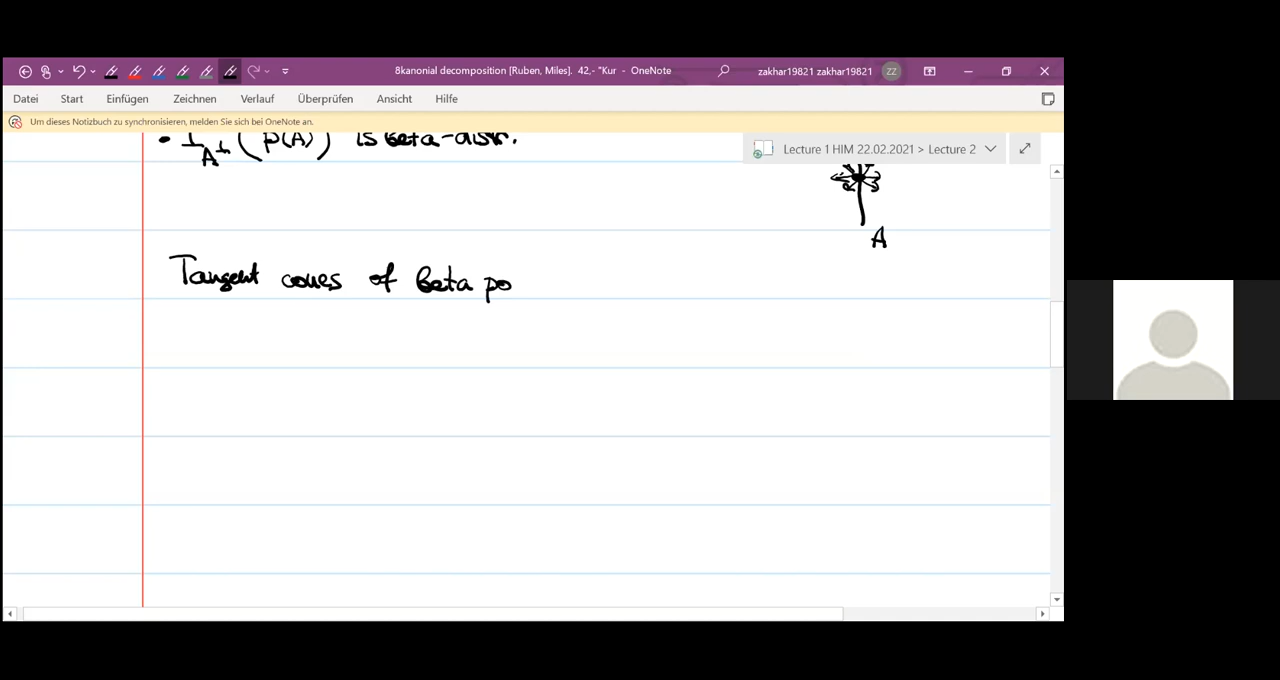 8kanonial decomposition [Ruben, Miles]. 42,- "Kur - OneNote
zakhar19821 zakhar19821 ZZ
Datei Start Einfügen Zeichnen Verlauf Überprüfen Ansicht Hilfe
Um dieses Notizbuch zu synchronisieren, melden Sie sich bei OneNote an.
Lecture 1 HIM 22.02.2021 > Lecture 2
(p(A)) is beta-distr.
A
Tangent cones of beta po